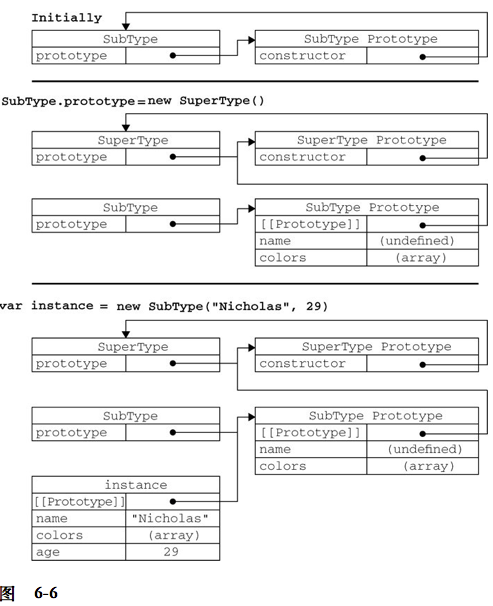 Initially
SubType SubType Prototype
prototype constructor
SubType.prototype=new SuperType()
SuperType SuperType Prototype
prototype constructor
SubType SubType Prototype
prototype [[Prototype]]
name (undefined)
colors (array)
var instance = new SubType("Nicholas", 29)
SuperType SuperType Prototype
prototype constructor
SubType SubType Prototype
prototype [[Prototype]]
name (undefined)
colors (array)
instance
[[Prototype]]
name "Nicholas"
colors (array)
age 29
图 6-6